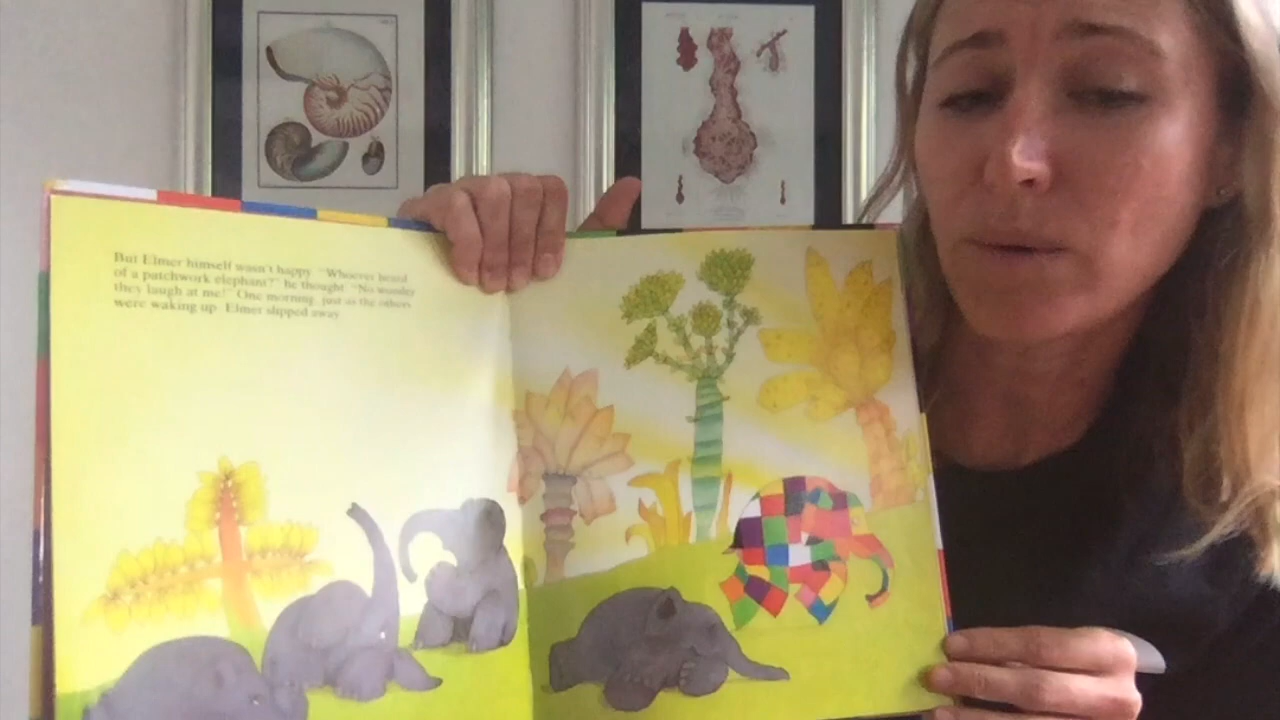 But Elmer himself wasn't happy. "Whoever heard
of a patchwork elephant?" he thought. "No wonder
they laugh at me!" One morning, just as the others
were waking up, Elmer slipped away.